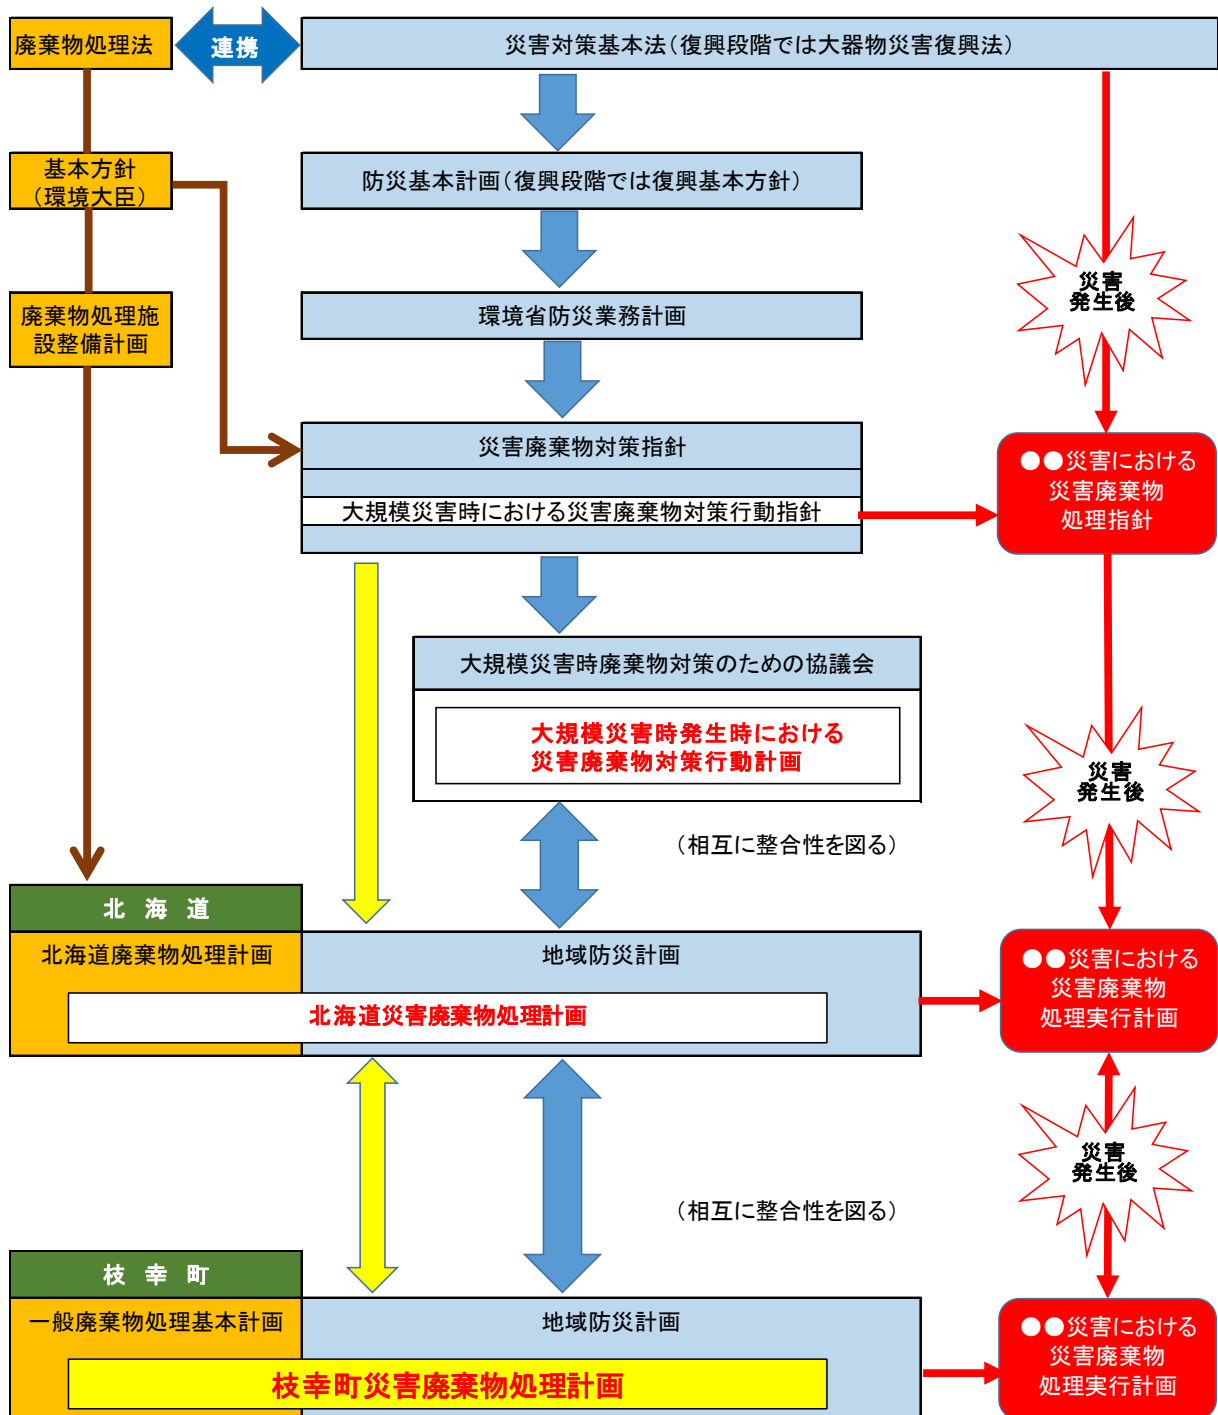 廃棄物処理法
連携
災害対策基本法（復興段階では大器物災害復興法）
基本方針
（環境大臣）
防災基本計画（復興段階では復興基本方針）
災害
発生後
廃棄物処理施
設整備計画
環境省防災業務計画
災害廃棄物対策指針
大規模災害時における災害廃棄物対策行動指針
●●災害における
災害廃棄物
処理指針
大規模災害時廃棄物対策のための協議会
大規模災害時発生時における
災害廃棄物対策行動計画
災害
発生後
（相互に整合性を図る）
北 海 道
北海道廃棄物処理計画
地域防災計画
北海道災害廃棄物処理計画
●●災害における
災害廃棄物
処理実行計画
災害
発生後
（相互に整合性を図る）
枝 幸 町
一般廃棄物処理基本計画
地域防災計画
枝幸町災害廃棄物処理計画
●●災害における
災害廃棄物
処理実行計画